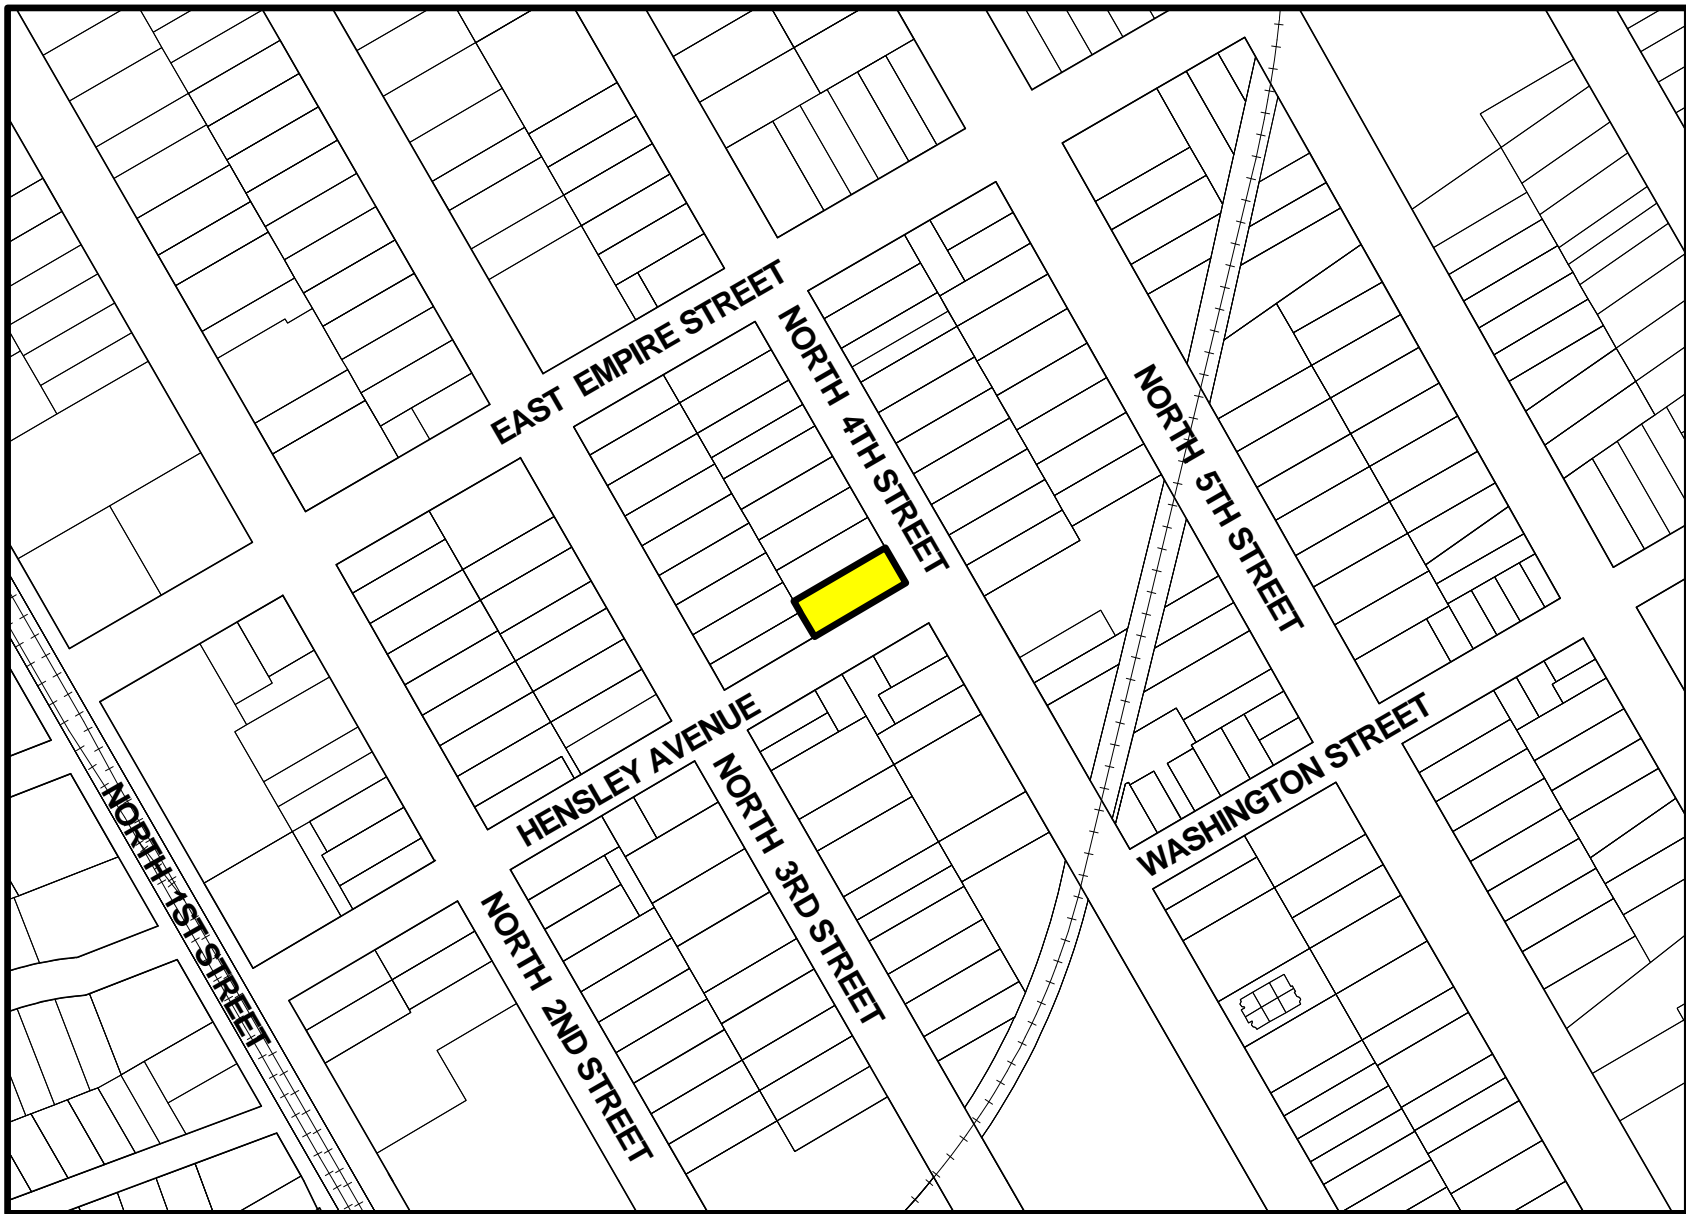 EAST EMPIRE STREET
NORTH 4TH STREET
NORTH 5TH STREET
HENSLEY AVENUE
WASHINGTON STREET
NORTH 1ST STREET
NORTH 3RD STREET
NORTH 2ND STREET